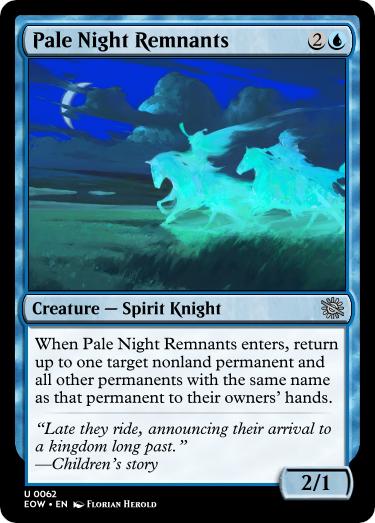 Pale Night Remnants 2
Creature — Spirit Knight
When Pale Night Remnants enters, return
up to one target nonland permanent and
all other permanents with the same name
as that permanent to their owners' hands.
“Late they ride, announcing their arrival to
a kingdom long past.”
—Children's story
2/1
U 0062
EOW • EN Florian Herold